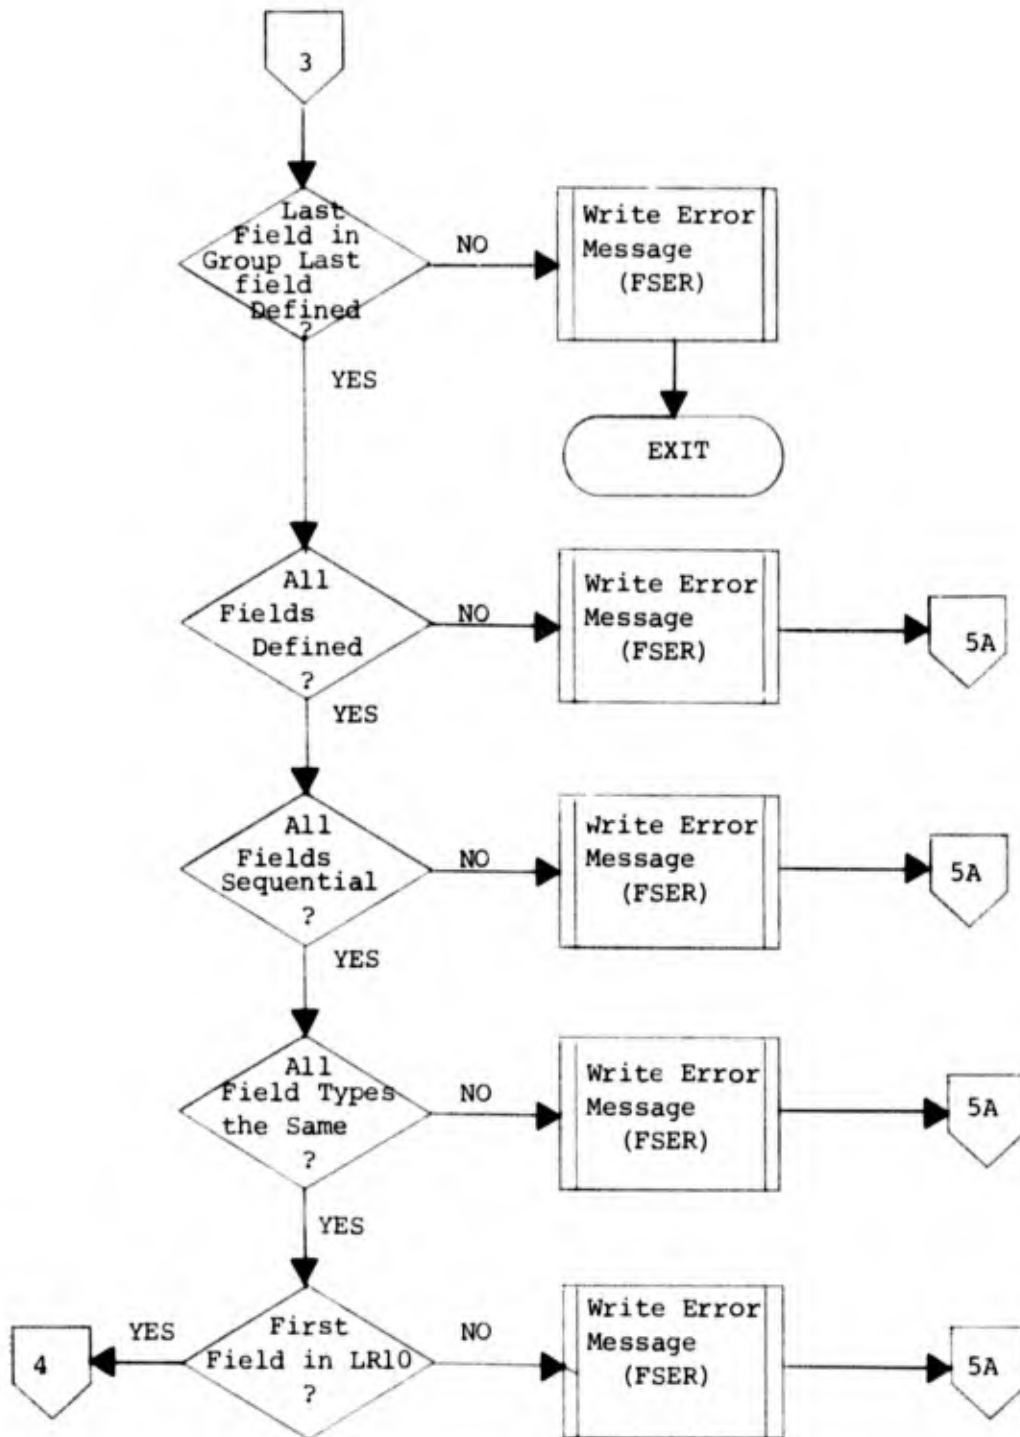 3
Last
Field in
Group Last
field
Defined
?
NO
Write Error
Message
(FSER)
YES
EXIT
All
Fields
Defined
?
NO
Write Error
Message
(FSER)
5A
YES
All
Fields
Sequential
?
NO
Write Error
Message
(FSER)
5A
YES
All
Field Types
the Same
?
NO
Write Error
Message
(FSER)
5A
YES
4
YES
First
Field in LR10
?
NO
Write Error
Message
(FSER)
5A